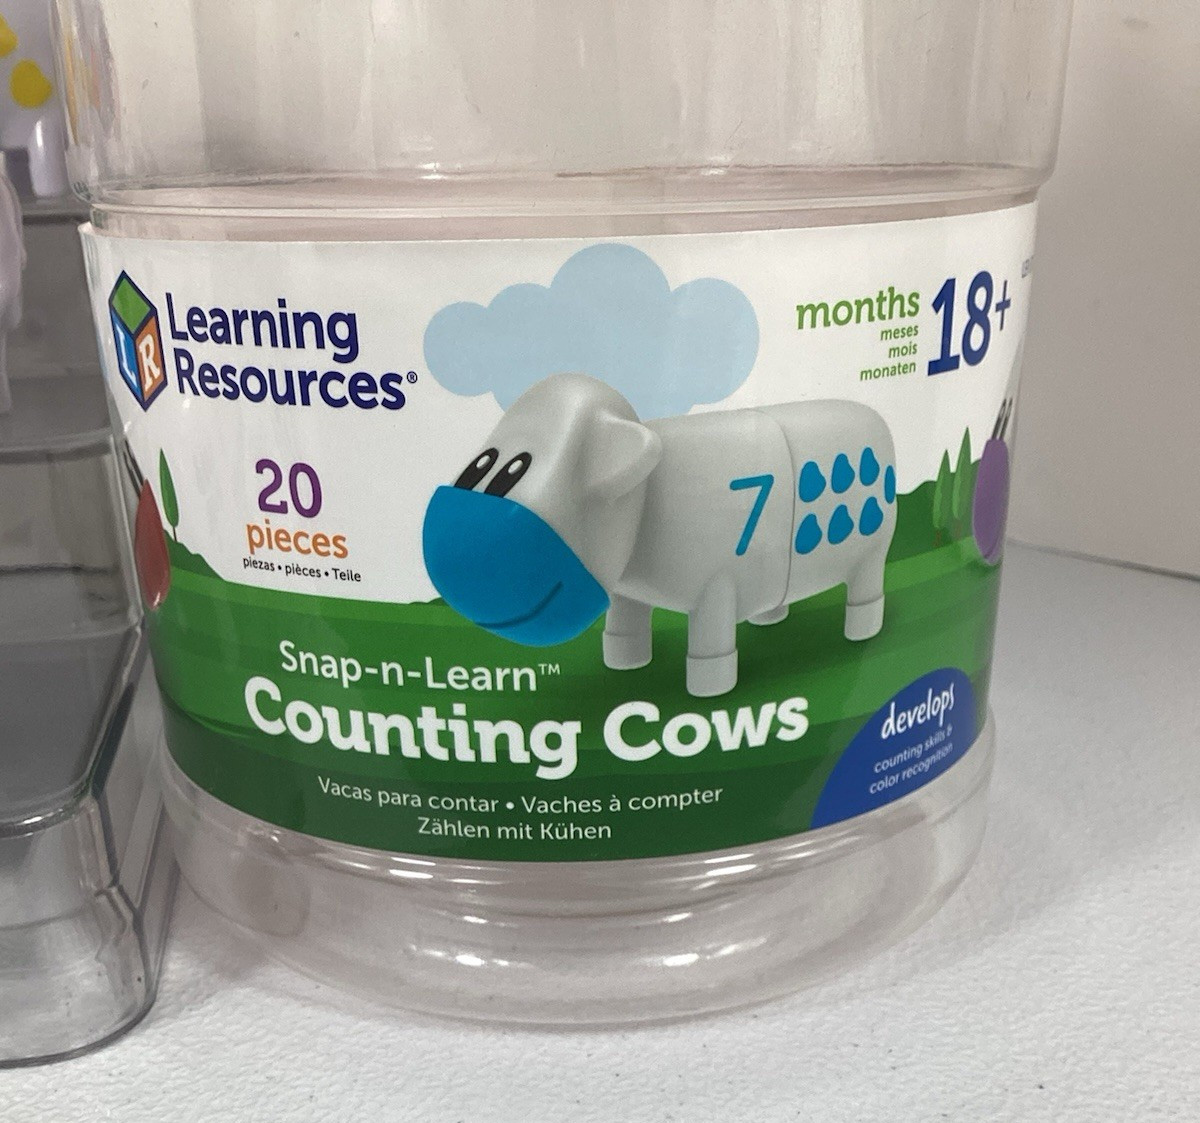 LR
Learning
Resources®
months
meses
mois
monaten
18+
20
pieces
piezas • pièces • Teile
7
Snap-n-Learn™
Counting Cows
Vacas para contar • Vaches à compter
Zählen mit Kühen
develops
counting skills &
color recognition